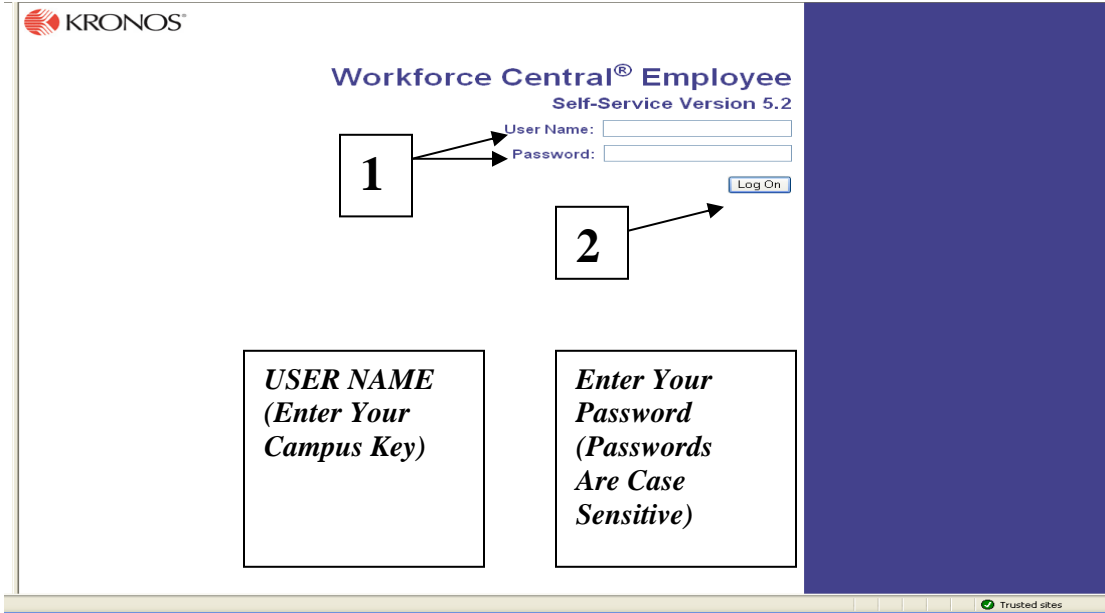 KRONOS®
Workforce Central® Employee
Self-Service Version 5.2
User Name:
Password:
1
Log On
2
USER NAME
(Enter Your
Campus Key)
Enter Your
Password
(Passwords
Are Case
Sensitive)
Trusted sites